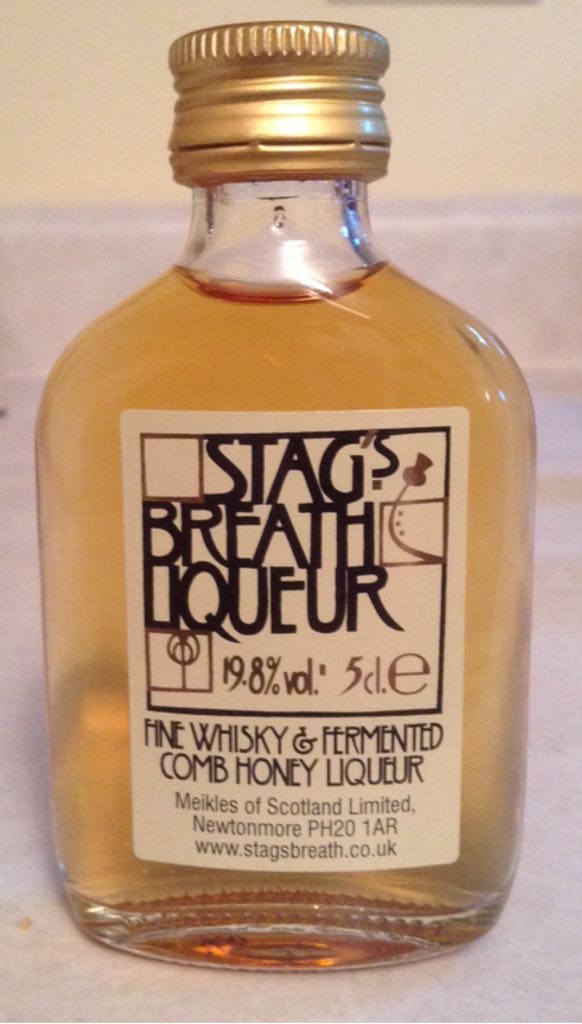 STAG'S
BREATH
LIQUEUR
19.8% vol. 5cl.e
FINE WHISKY & FERMENTED
COMB HONEY LIQUEUR
Meikles of Scotland Limited,
Newtonmore PH20 1AR
www.stagsbreath.co.uk